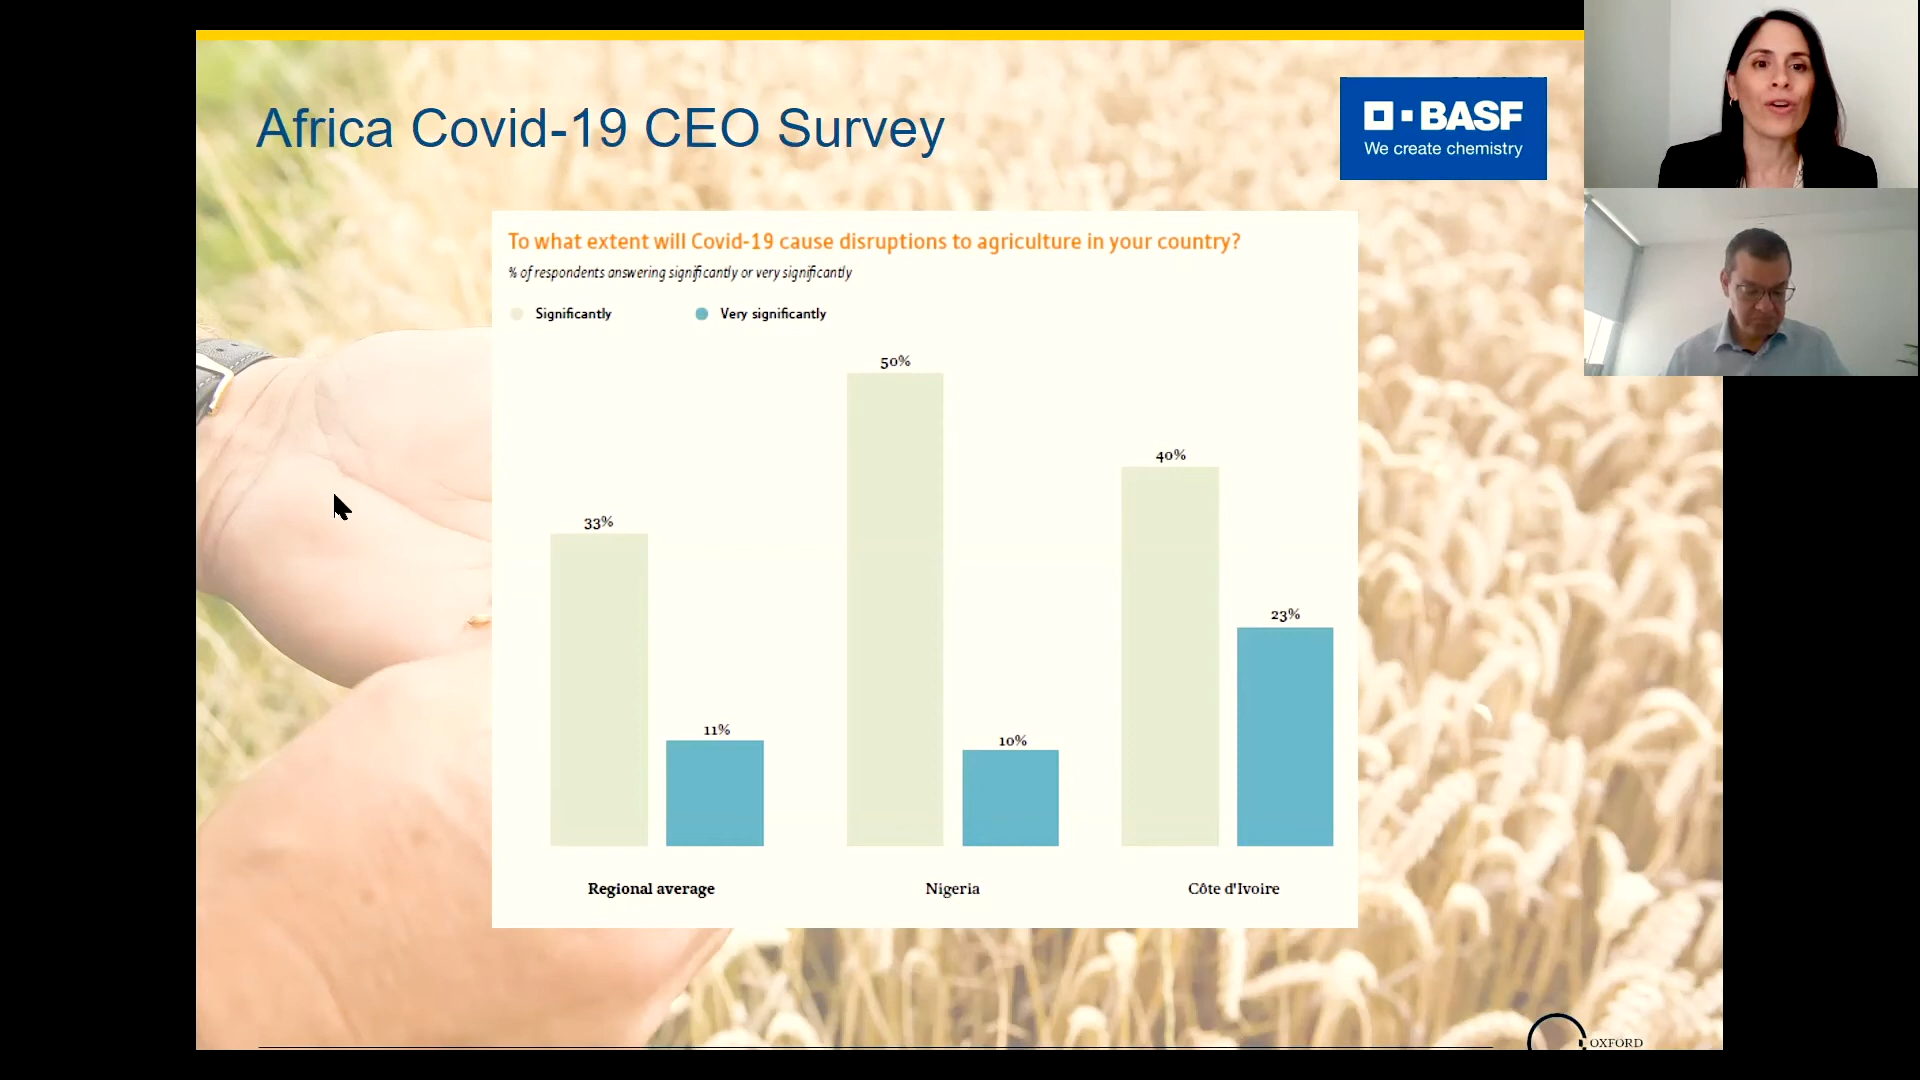 Africa Covid-19 CEO Survey
BASF
We create chemistry
To what extent will Covid-19 cause disruptions to agriculture in your country?
% of respondents answering significantly or very significantly
Significantly
Very significantly
50%
40%
33%
23%
11%
10%
Regional average
Nigeria
Côte d'Ivoire
OXFORD